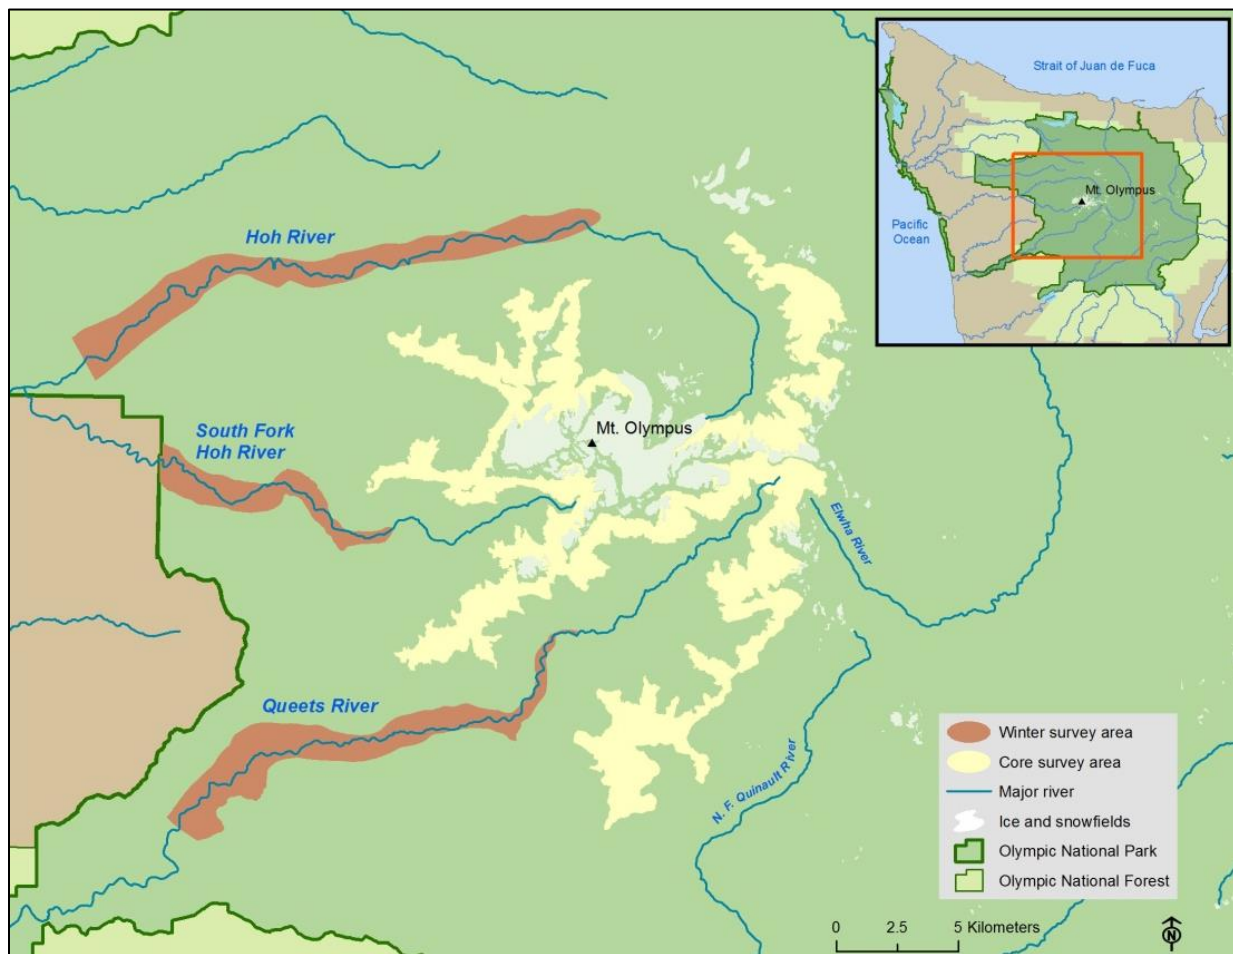 Strait of Juan de Fuca
Mt. Olympus
Pacific
Ocean
Hoh River
South Fork
Hoh River
Mt. Olympus
Elwha River
Queets River
N. F. Quinault River
Winter survey area
Core survey area
Major river
Ice and snowfields
Olympic National Park
Olympic National Forest
0 2.5 5 Kilometers
N